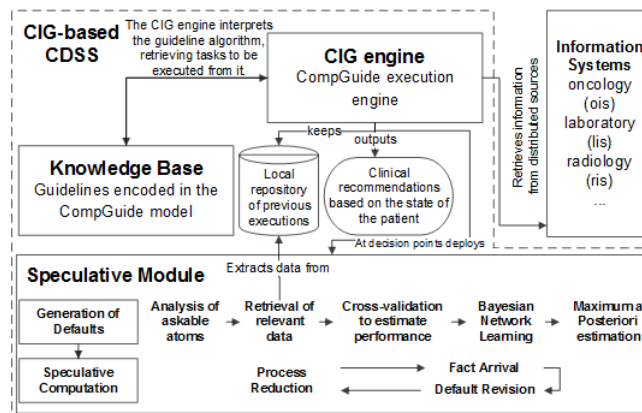 CIG-based
CDSS
The CIG engine interprets
the guideline algorithm,
retrieving tasks to be
executed from it.
CIG engine
CompGuide execution
engine
Information
Systems
oncology
(ois)
laboratory
(lis)
radiology
(ris)
...
Retrieves information
from distributed sources
keeps
outputs
Knowledge Base
Guidelines encoded in the
CompGuide model
Local
repository
of previous
executions
Clinical
recommendations
based on the state of
the patient
At decision points deploys
Speculative Module
Extracts data from
Generation of
Defaults
Analysis of
askable
atoms
Retrieval of
relevant
data
Cross-validation
to estimate
performance
Bayesian
Network
Learning
Maximum a
Posteriori
estimation
Speculative
Computation
Process
Reduction
Fact Arrival
Default Revision